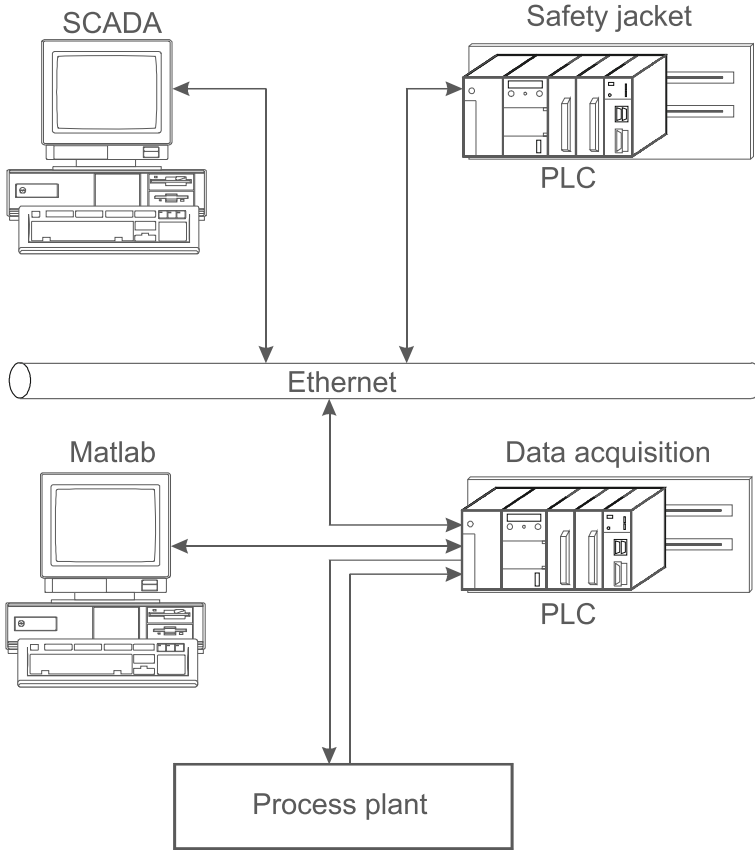 SCADA
Safety jacket
PLC
Ethernet
Matlab
Data acquisition
PLC
Process plant